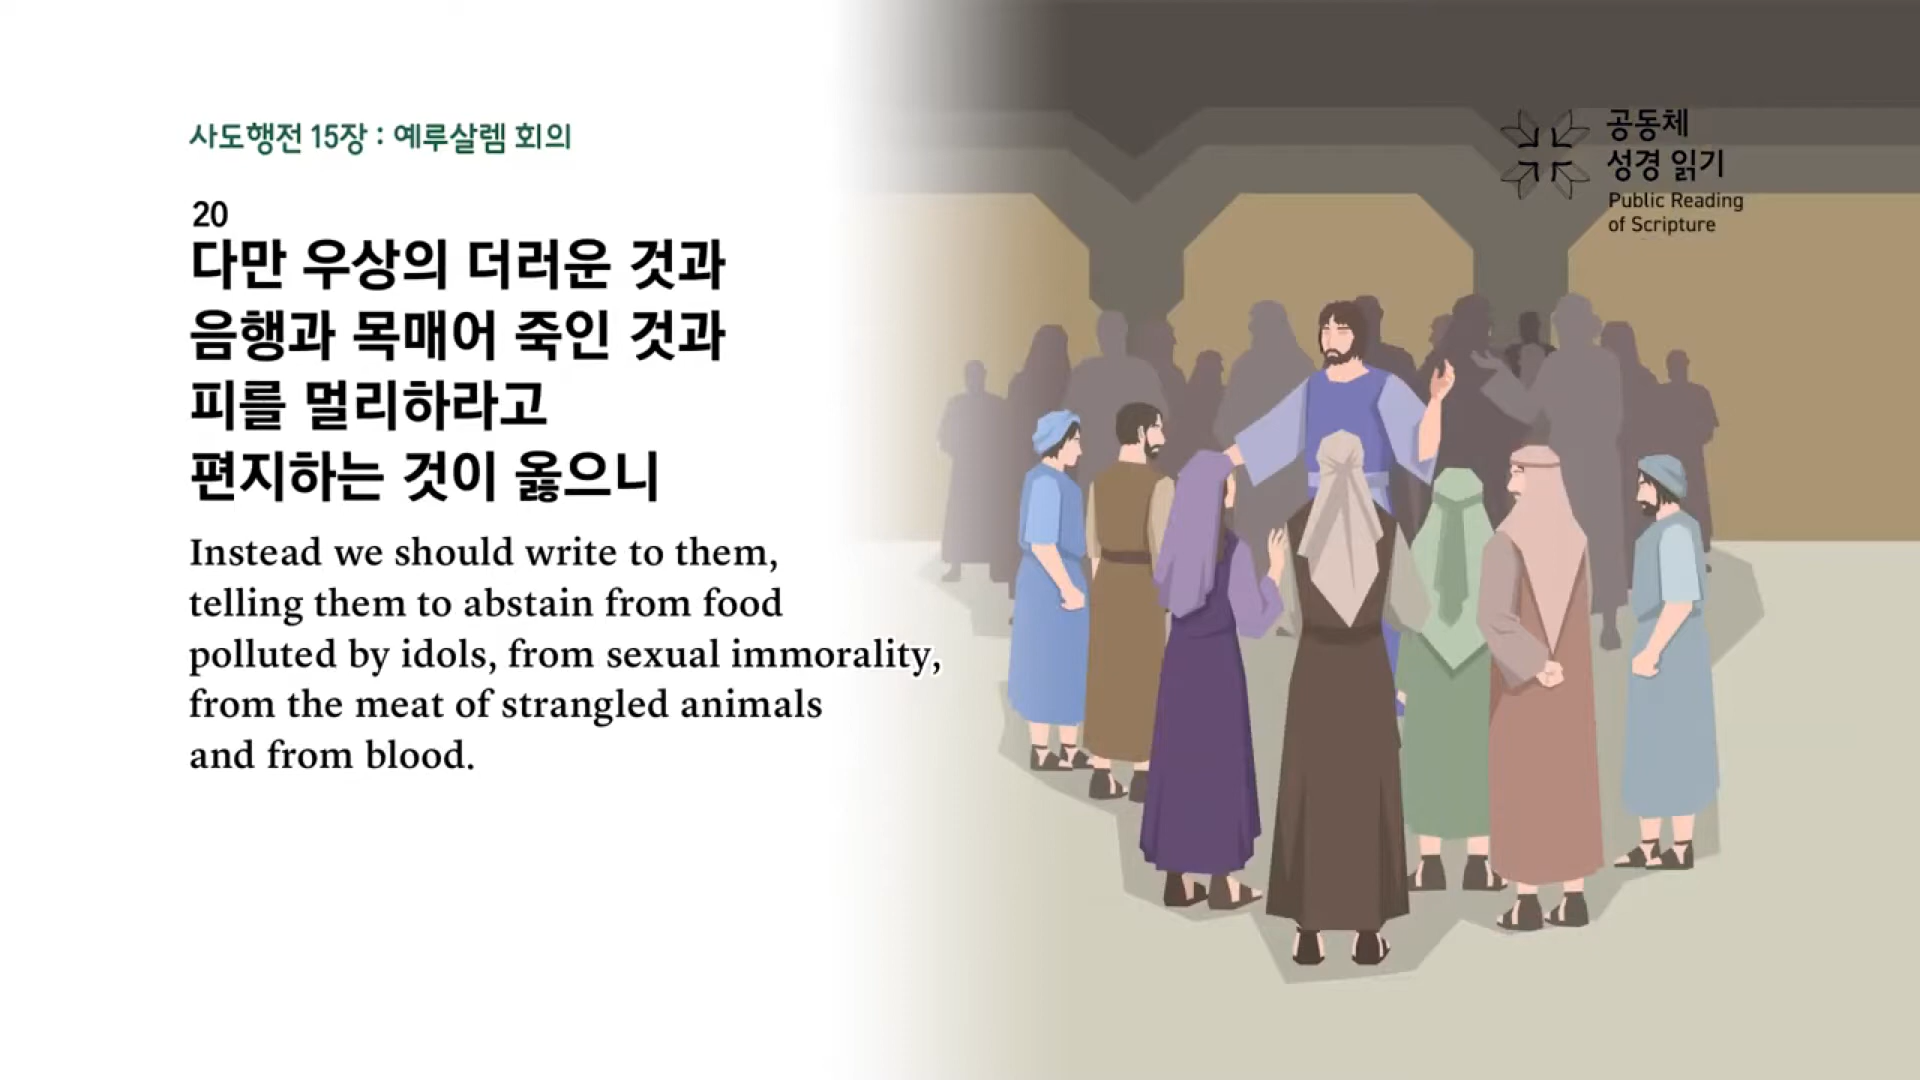 사도행전 15장 : 예루살렘 회의
20
다만 우상의 더러운 것과
음행과 목매어 죽인 것과
피를 멀리하라고
편지하는 것이 옳으니
Instead we should write to them,
telling them to abstain from food
polluted by idols, from sexual immorality,
from the meat of strangled animals
and from blood.
공동체
성경 읽기
Public Reading
of Scripture